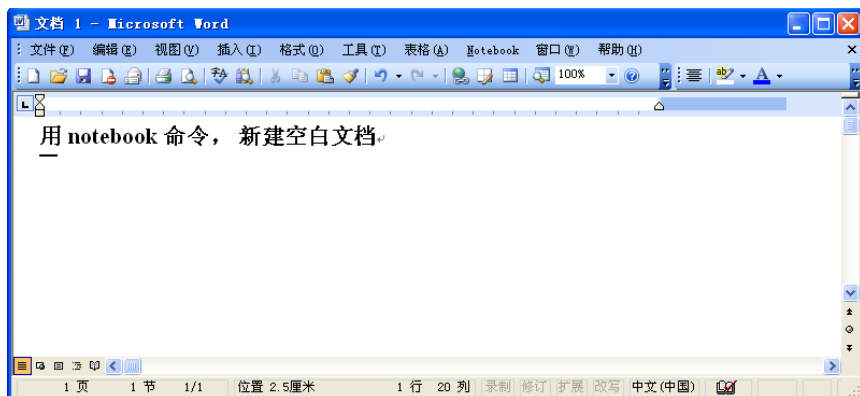 文档 1 - Microsoft Word
文件(F) 编辑(E) 视图(V) 插入(I) 格式(O) 工具(T) 表格(A) Notebook 窗口(W) 帮助(H)
100%
用 notebook 命令， 新建空白文档
1 页 1 节 1/1 位置 2.5厘米 1 行 20 列 录制 修订 扩展 改写 中文(中国)